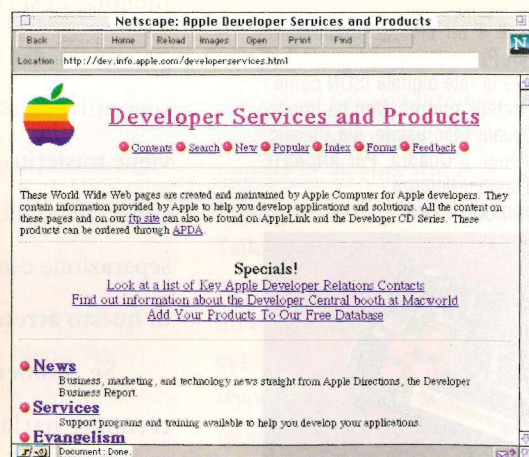 Netscape: Apple Developer Services and Products
Back Home Reload Images Open Print Find
N
Location: http://dev.info.apple.com/developerservices.html
Developer Services and Products
Contents Search New Popular Index Forms Feedback
These World Wide Web pages are created and maintained by Apple Computer for Apple developers. They
contain information provided by Apple to help you develop applications and solutions. All the content on
these pages and on our ftp site can also be found on AppleLink and the Developer CD Series. These
products can be ordered through APDA.
Specials!
Look at a list of Key Apple Developer Relations Contacts
Find out information about the Developer Central booth at Macworld
Add Your Products To Our Free Database
News
Business, marketing, and technology news straight from Apple Directions, the Developer
Business Report.
Services
Support programs and training available to help you develop your applications.
Evangelism
Document: Done.